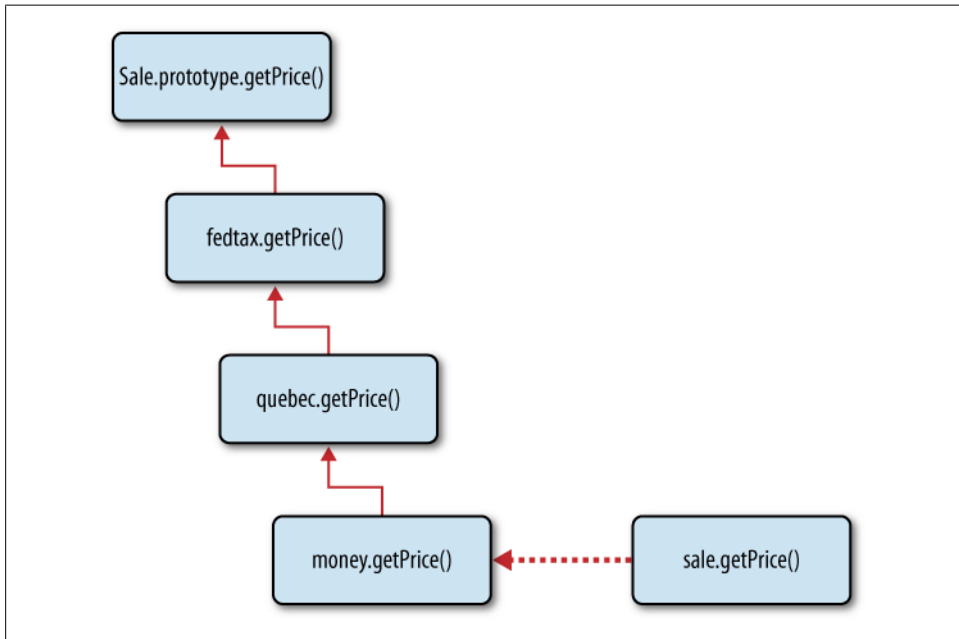 Sale.prototype.getPrice()
fedtax.getPrice()
quebec.getPrice()
money.getPrice()
sale.getPrice()